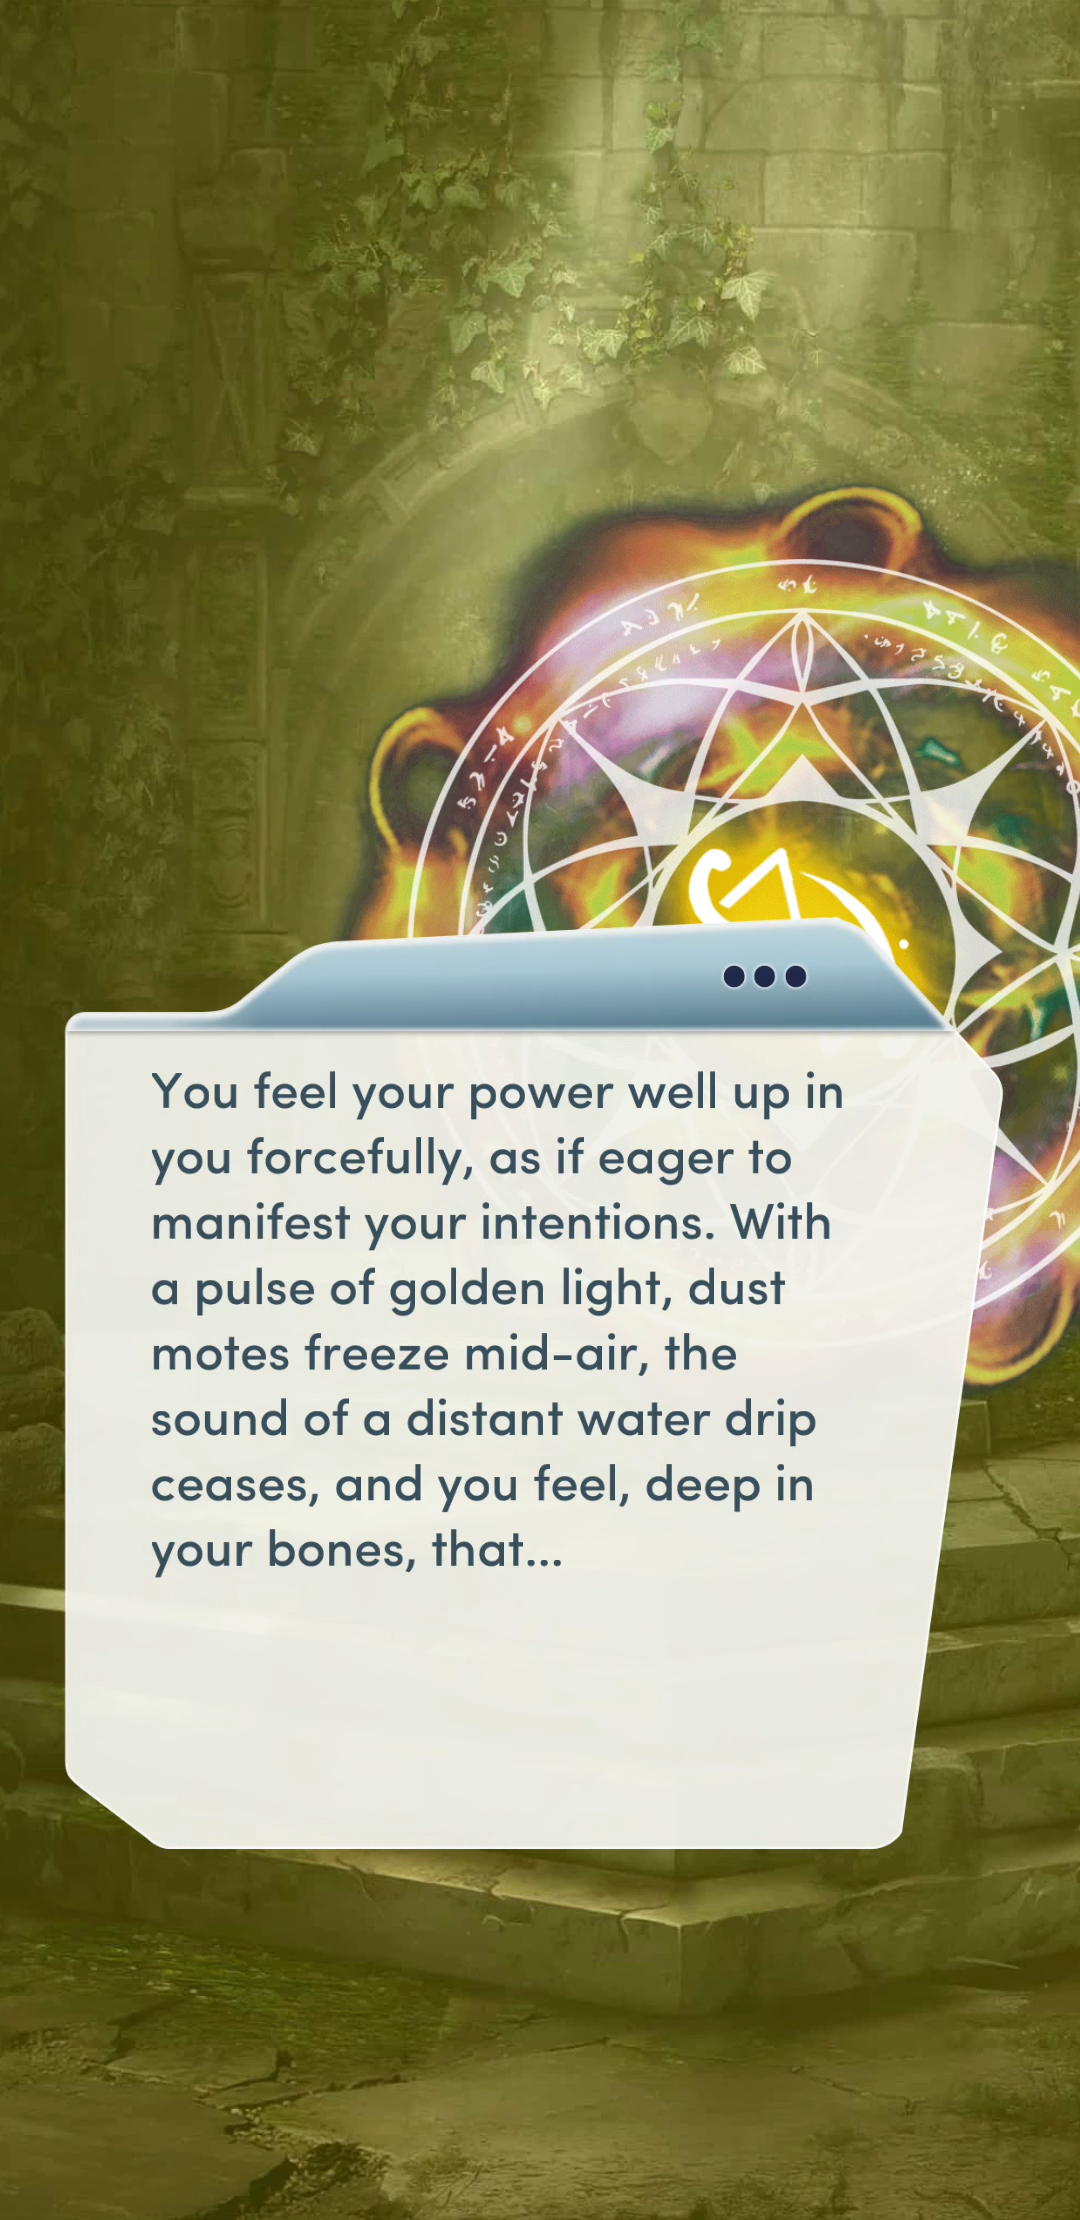 You feel your power well up in
you forcefully, as if eager to
manifest your intentions. With
a pulse of golden light, dust
motes freeze mid-air, the
sound of a distant water drip
ceases, and you feel, deep in
your bones, that...